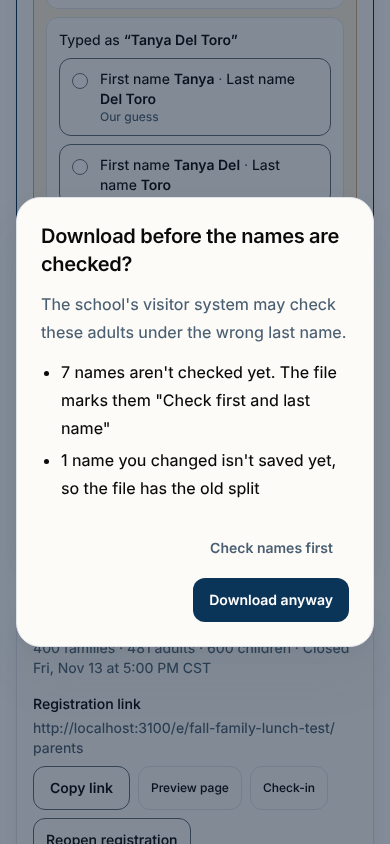 Typed as “Tanya Del Toro”
First name Tanya · Last name
Del Toro
Our guess
First name Tanya Del · Last
name Toro
Download before the names are
checked?
The school's visitor system may check
these adults under the wrong last name.
• 7 names aren't checked yet. The file
marks them "Check first and last
name"
• 1 name you changed isn't saved yet,
so the file has the old split
Check names first
Download anyway
400 families · 481 adults · 600 children · Closed
Fri, Nov 13 at 5:00 PM CST
Registration link
http://localhost:3100/e/fall-family-lunch-test/
parents
Copy link
Preview page
Check-in
Reopen registration